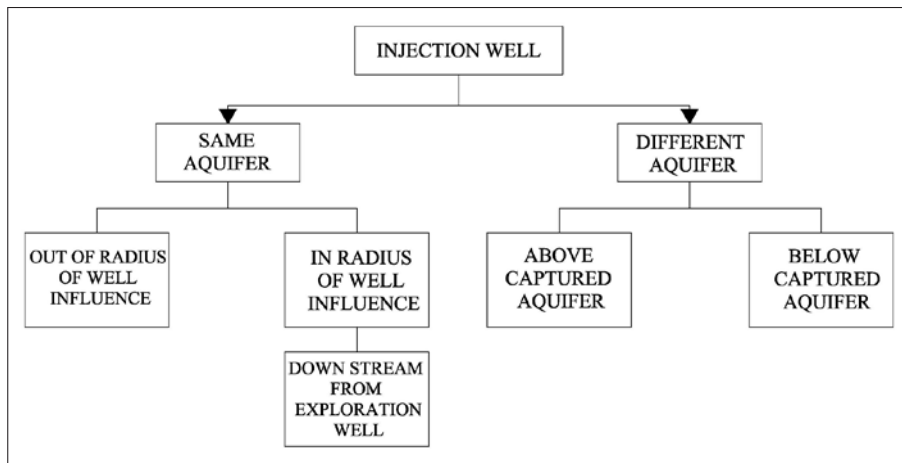 INJECTION WELL
SAME
AQUIFER
DIFFERENT
AQUIFER
OUT OF RADIUS
OF WELL
INFLUENCE
IN RADIUS
OF WELL
INFLUENCE
ABOVE
CAPTURED
AQUIFER
BELOW
CAPTURED
AQUIFER
DOWN STREAM
FROM
EXPLORATION
WELL